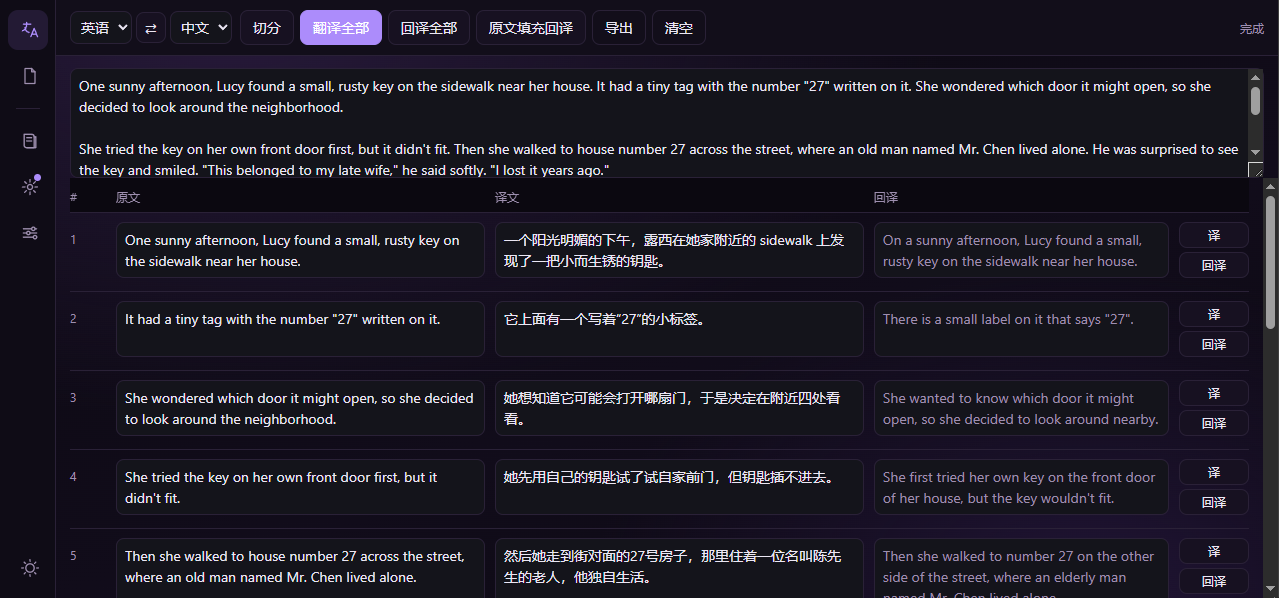 英语
中文
切分
翻译全部
回译全部
原文填充回译
导出
清空
完成
One sunny afternoon, Lucy found a small, rusty key on the sidewalk near her house. It had a tiny tag with the number "27" written on it. She wondered which door it might open, so she
decided to look around the neighborhood.
She tried the key on her own front door first, but it didn't fit. Then she walked to house number 27 across the street, where an old man named Mr. Chen lived alone. He was surprised to see
the key and smiled. "This belonged to my late wife," he said softly. "I lost it years ago."
#
原文
译文
回译
1
One sunny afternoon, Lucy found a small, rusty key on
the sidewalk near her house.
一个阳光明媚的下午，露西在她家附近的 sidewalk 上发
现了一把小而生锈的钥匙。
On a sunny afternoon, Lucy found a small,
rusty key on the sidewalk near her house.
译
回译
2
It had a tiny tag with the number "27" written on it.
它上面有一个写着“27”的小标签。
There is a small label on it that says "27".
译
回译
3
She wondered which door it might open, so she decided
to look around the neighborhood.
她想知道它可能会打开哪扇门，于是决定在附近四处看
看。
She wanted to know which door it might
open, so she decided to look around nearby.
译
回译
4
She tried the key on her own front door first, but it
didn't fit.
她先用自己的钥匙试了试自家前门，但钥匙插不进去。
She first tried her own key on the front door
of her house, but the key wouldn't fit.
译
回译
5
Then she walked to house number 27 across the street,
where an old man named Mr. Chen lived alone.
然后她走到街对面的27号房子，那里住着一位名叫陈先
生的老人，他独自生活。
Then she walked to number 27 on the other
side of the street, where an elderly man
named Mr. Chen lived alone.
译
回译